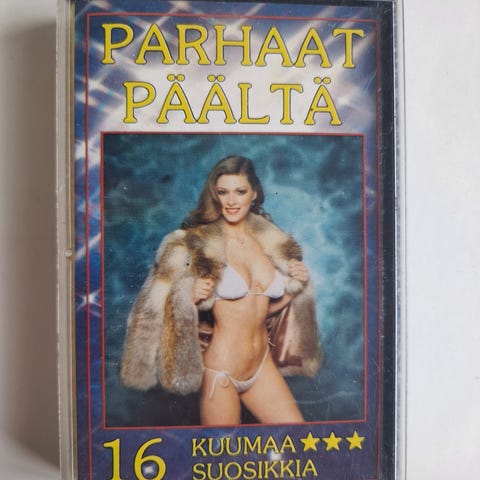 PARHAAT
PÄÄLTÄ
16 KUUMAA★★★
SUOSIKKIA